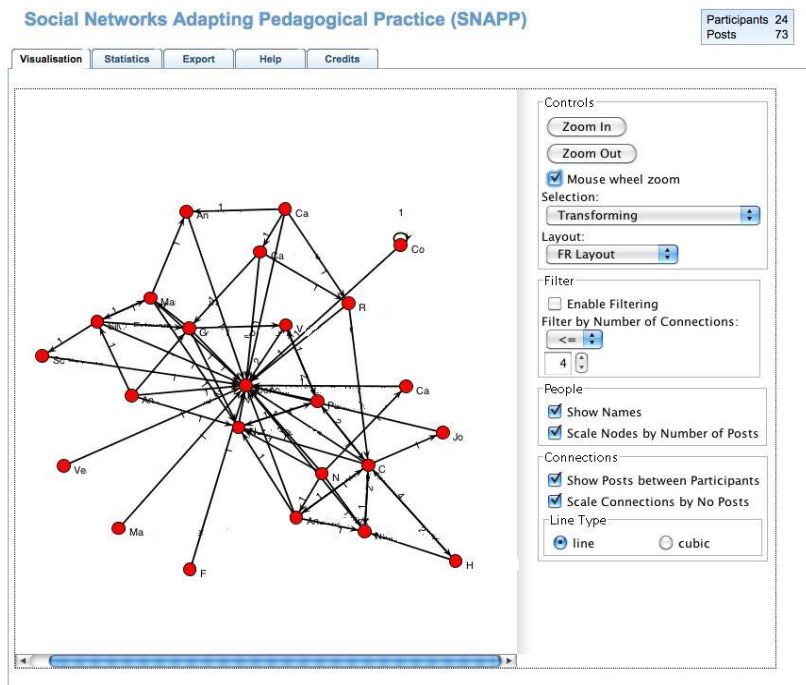 Social Networks Adapting Pedagogical Practice (SNAPP)
Participants 24
Posts 73
Visualisation
Statistics
Export
Help
Credits
Controls
Zoom In
Zoom Out
Mouse wheel zoom
Selection:
Transforming
Layout:
FR Layout
Filter
Enable Filtering
Filter by Number of Connections:
<=
4
People
Show Names
Scale Nodes by Number of Posts
Connections
Show Posts between Participants
Scale Connections by No Posts
Line Type
line
cubic
An
1
Ca
1
Co
Ca
Ma
R
G
V
Ca
An
Jo
Ve
C
N
An
Ma
F
H